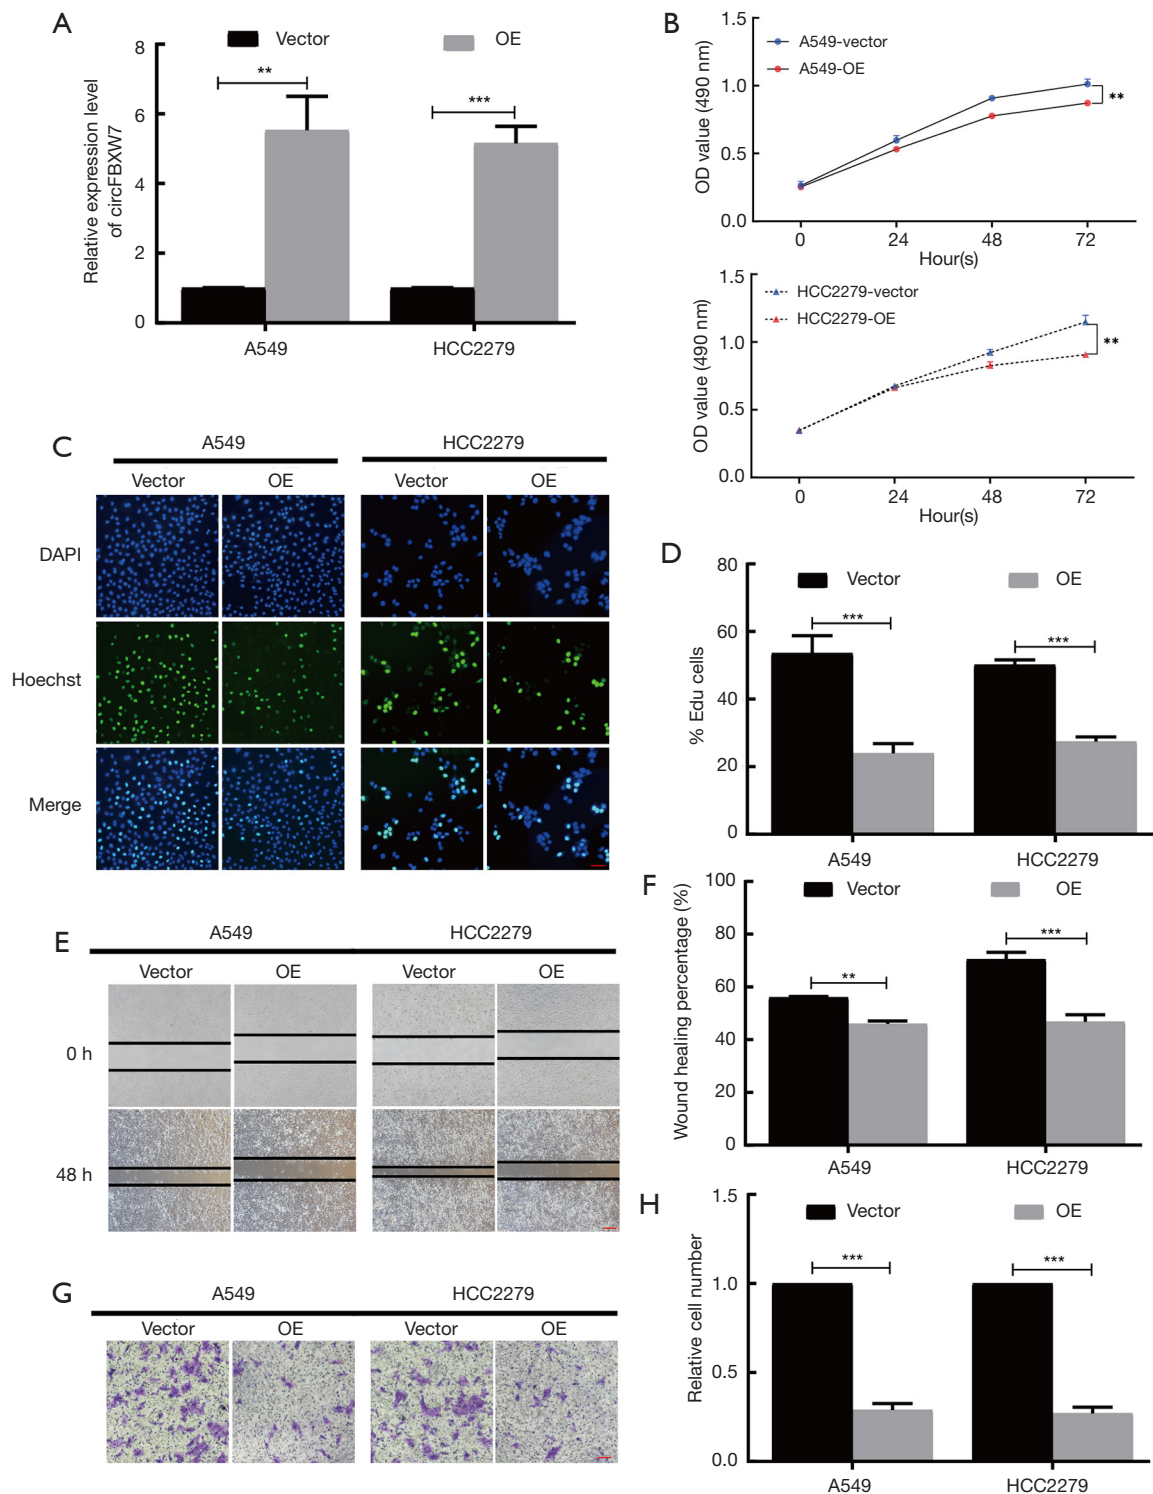 A
Vector
OE
Relative expression level
of circFBXW7
8
6
4
2
0
**
***
A549
HCC2279
B
OD value (490 nm)
1.5
1.0
0.5
0.0
A549-vector
A549-OE
**
0
24
48
72
Hour(s)
OD value (490 nm)
1.5
1.0
0.5
0.0
HCC2279-vector
HCC2279-OE
**
0
24
48
72
Hour(s)
C
A549
HCC2279
Vector
OE
Vector
OE
DAPI
Hoechst
Merge
D
% Edu cells
80
60
40
20
0
Vector
OE
***
***
A549
HCC2279
E
A549
HCC2279
Vector
OE
Vector
OE
0 h
48 h
F
Wound healing percentage (%)
100
80
60
40
20
0
Vector
OE
**
***
A549
HCC2279
G
A549
HCC2279
Vector
OE
Vector
OE
H
Relative cell number
1.5
1.0
0.5
0.0
Vector
OE
***
***
A549
HCC2279